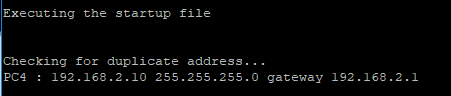 Executing the startup file
Checking for duplicate address...
PC4 : 192.168.2.10 255.255.255.0 gateway 192.168.2.1